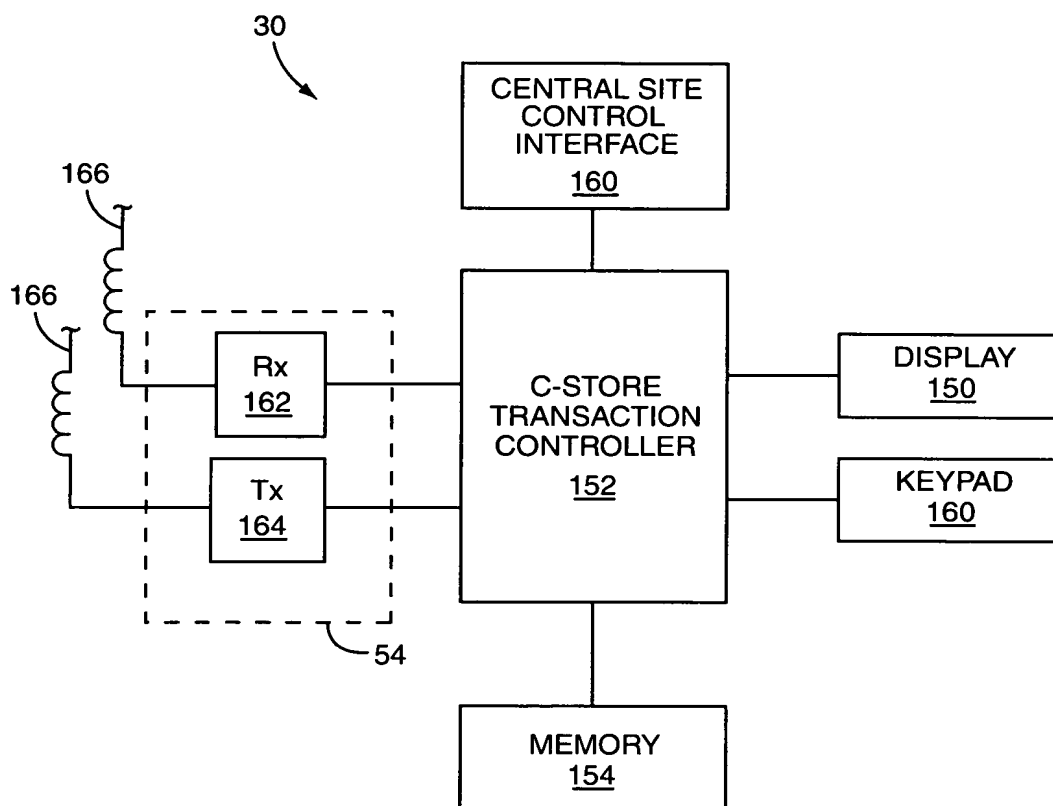 30
CENTRAL SITE
CONTROL
INTERFACE
160
166
166
Rx
162
Tx
164
54
C-STORE
TRANSACTION
CONTROLLER
152
DISPLAY
150
KEYPAD
160
MEMORY
154